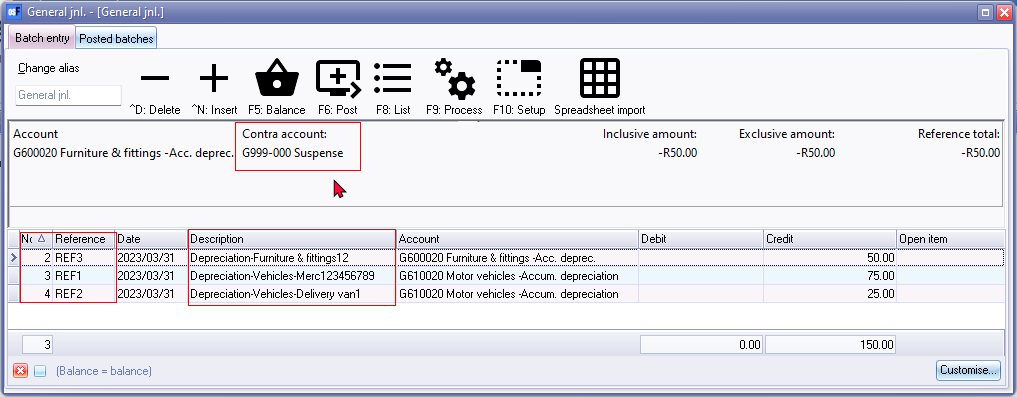 General jnl. - [General jnl.]
Batch entry Posted batches
Change alias
General jnl.
^D: Delete ^N: Insert F5: Balance F6: Post F8: List F9: Process F10: Setup Spreadsheet import
Account Contra account: Inclusive amount: Exclusive amount: Reference total:
G600020 Furniture & fittings -Acc. deprec. G999-000 Suspense -R50.00 -R50.00 -R50.00
Nc Reference Date Description Account Debit Credit Open item
2 REF3 2023/03/31 Depreciation-Furniture & fittings12 G600020 Furniture & fittings -Acc. deprec. 50.00
3 REF1 2023/03/31 Depreciation-Vehicles-Merc123456789 G610020 Motor vehicles -Accum. depreciation 75.00
4 REF2 2023/03/31 Depreciation-Vehicles-Delivery van1 G610020 Motor vehicles -Accum. depreciation 25.00
3 0.00 150.00
(Balance = balance) Customise...